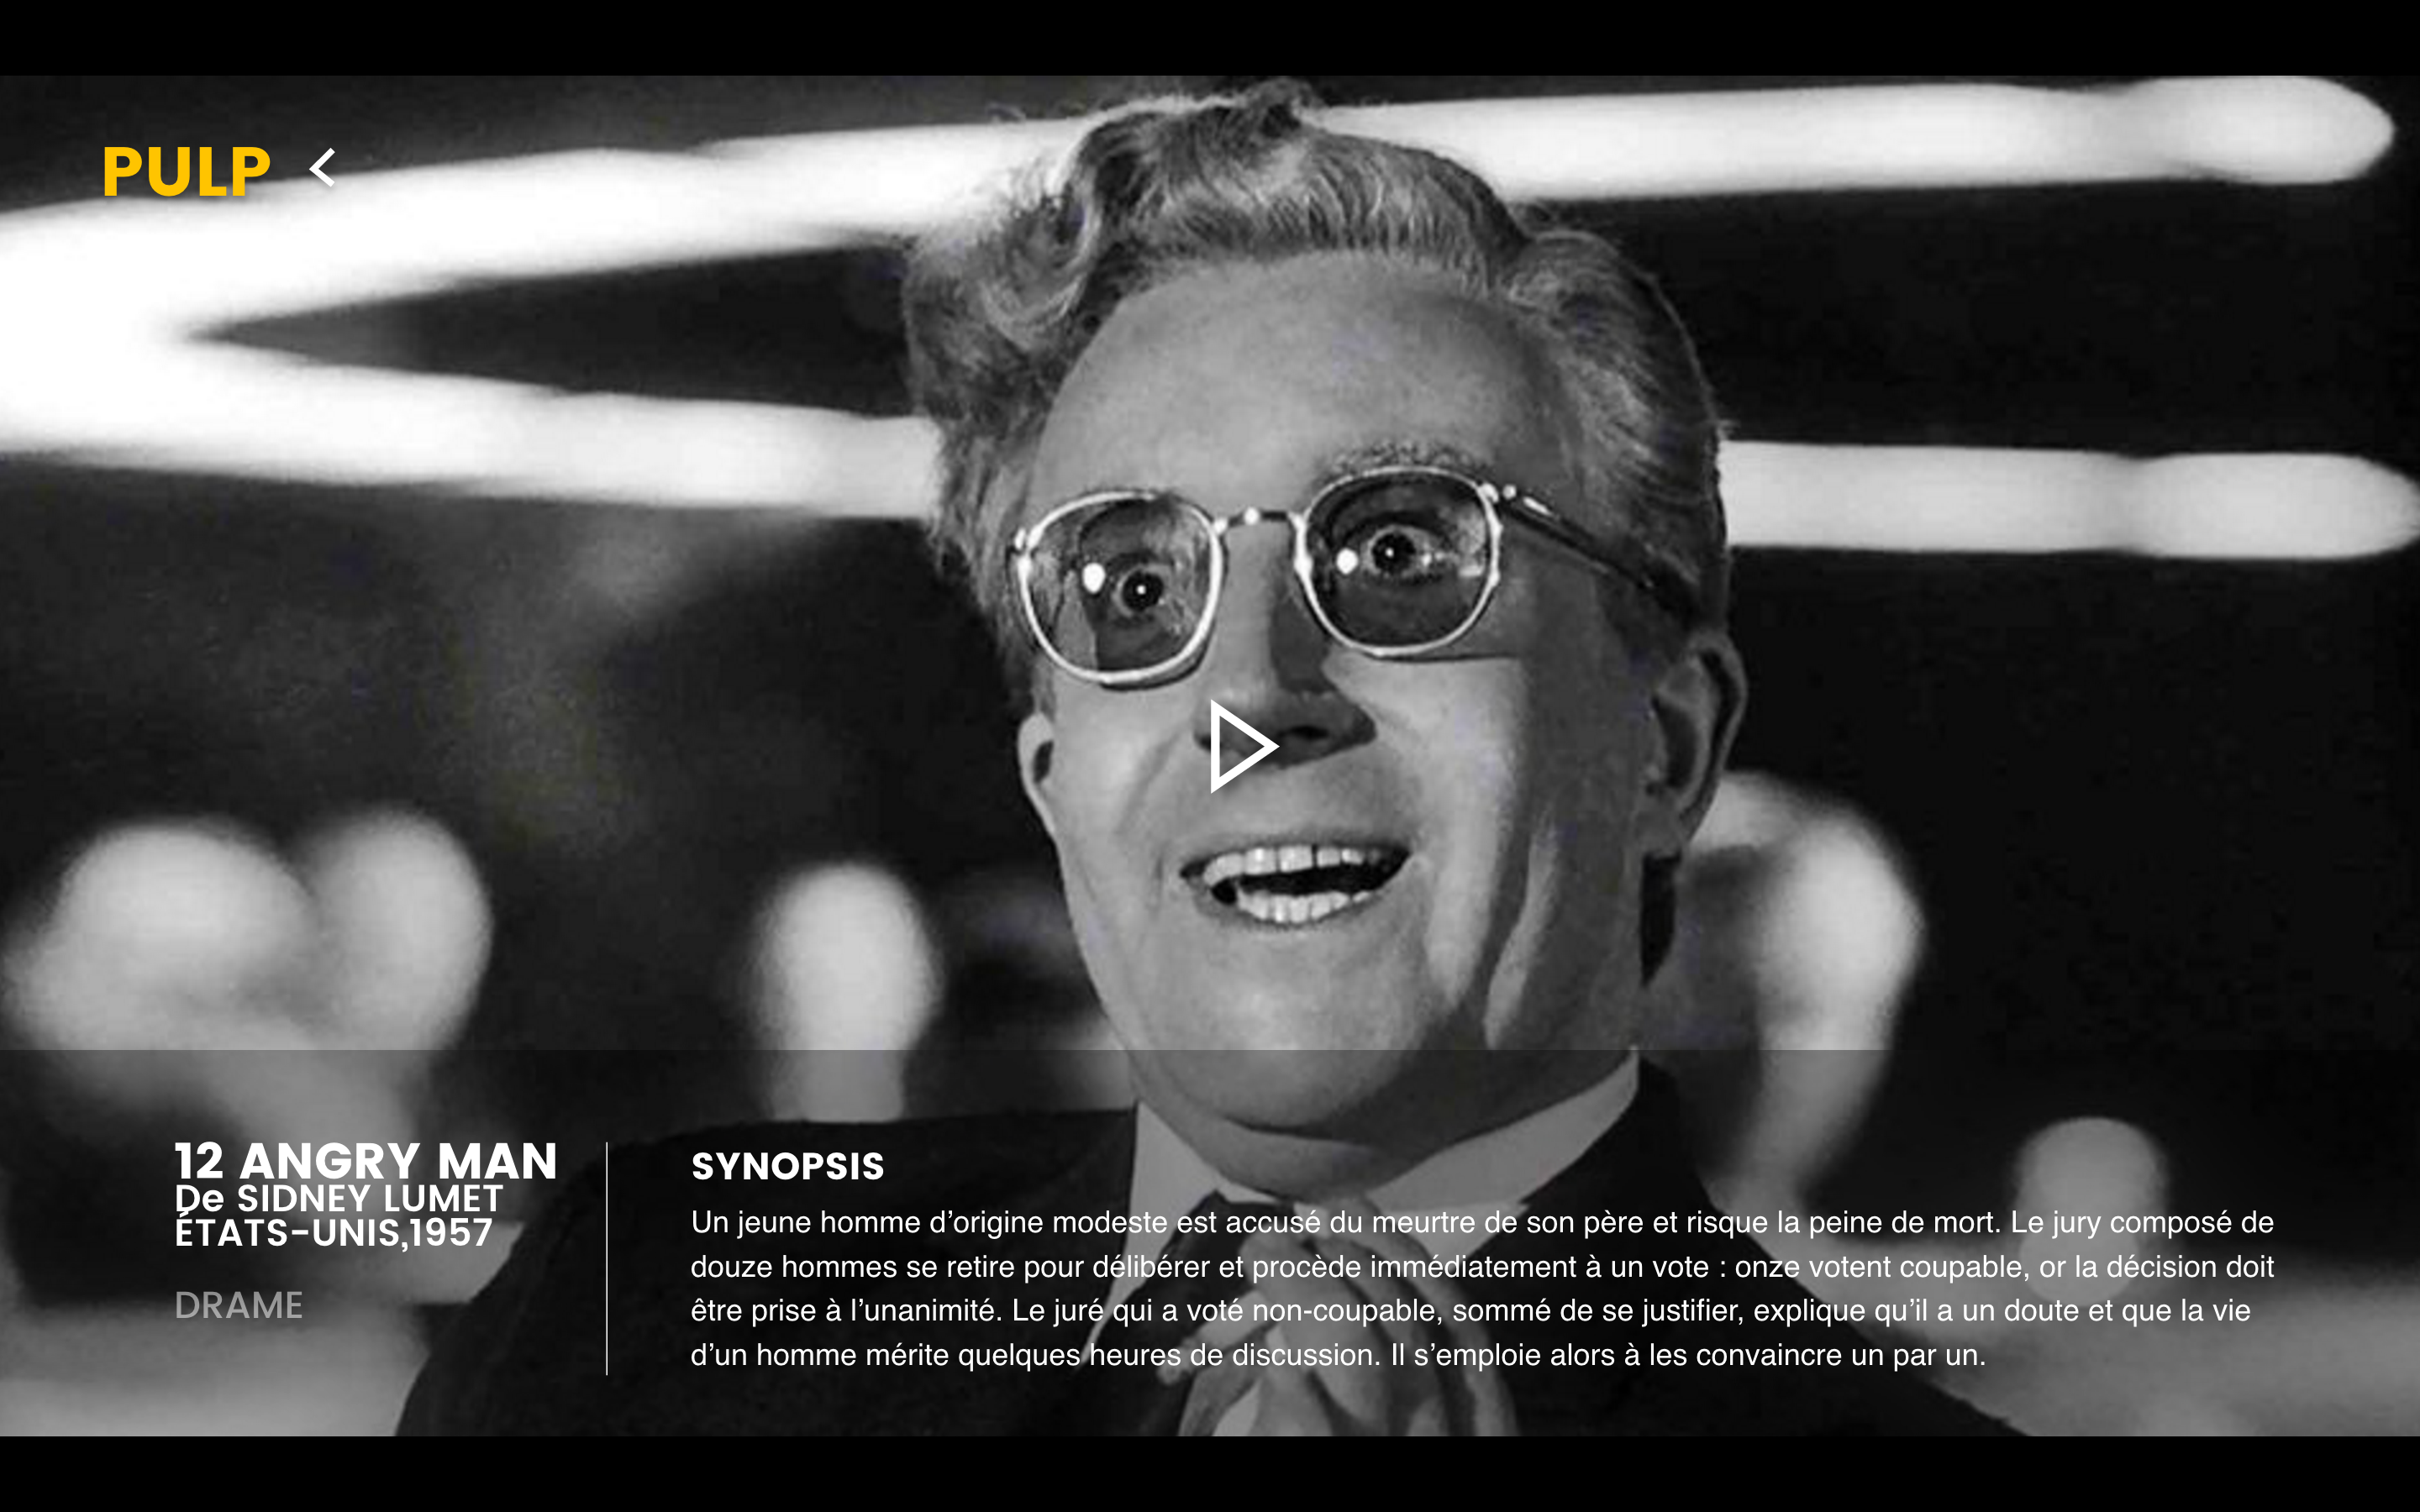 PULP
12 ANGRY MAN
De SIDNEY LUMET
ÉTATS-UNIS,1957
DRAME
SYNOPSIS
Un jeune homme d’origine modeste est accusé du meurtre de son père et risque la peine de mort. Le jury composé de
douze hommes se retire pour délibérer et procède immédiatement à un vote : onze votent coupable, or la décision doit
être prise à l’unanimité. Le juré qui a voté non-coupable, sommé de se justifier, explique qu’il a un doute et que la vie
d’un homme mérite quelques heures de discussion. Il s’emploie alors à les convaincre un par un.